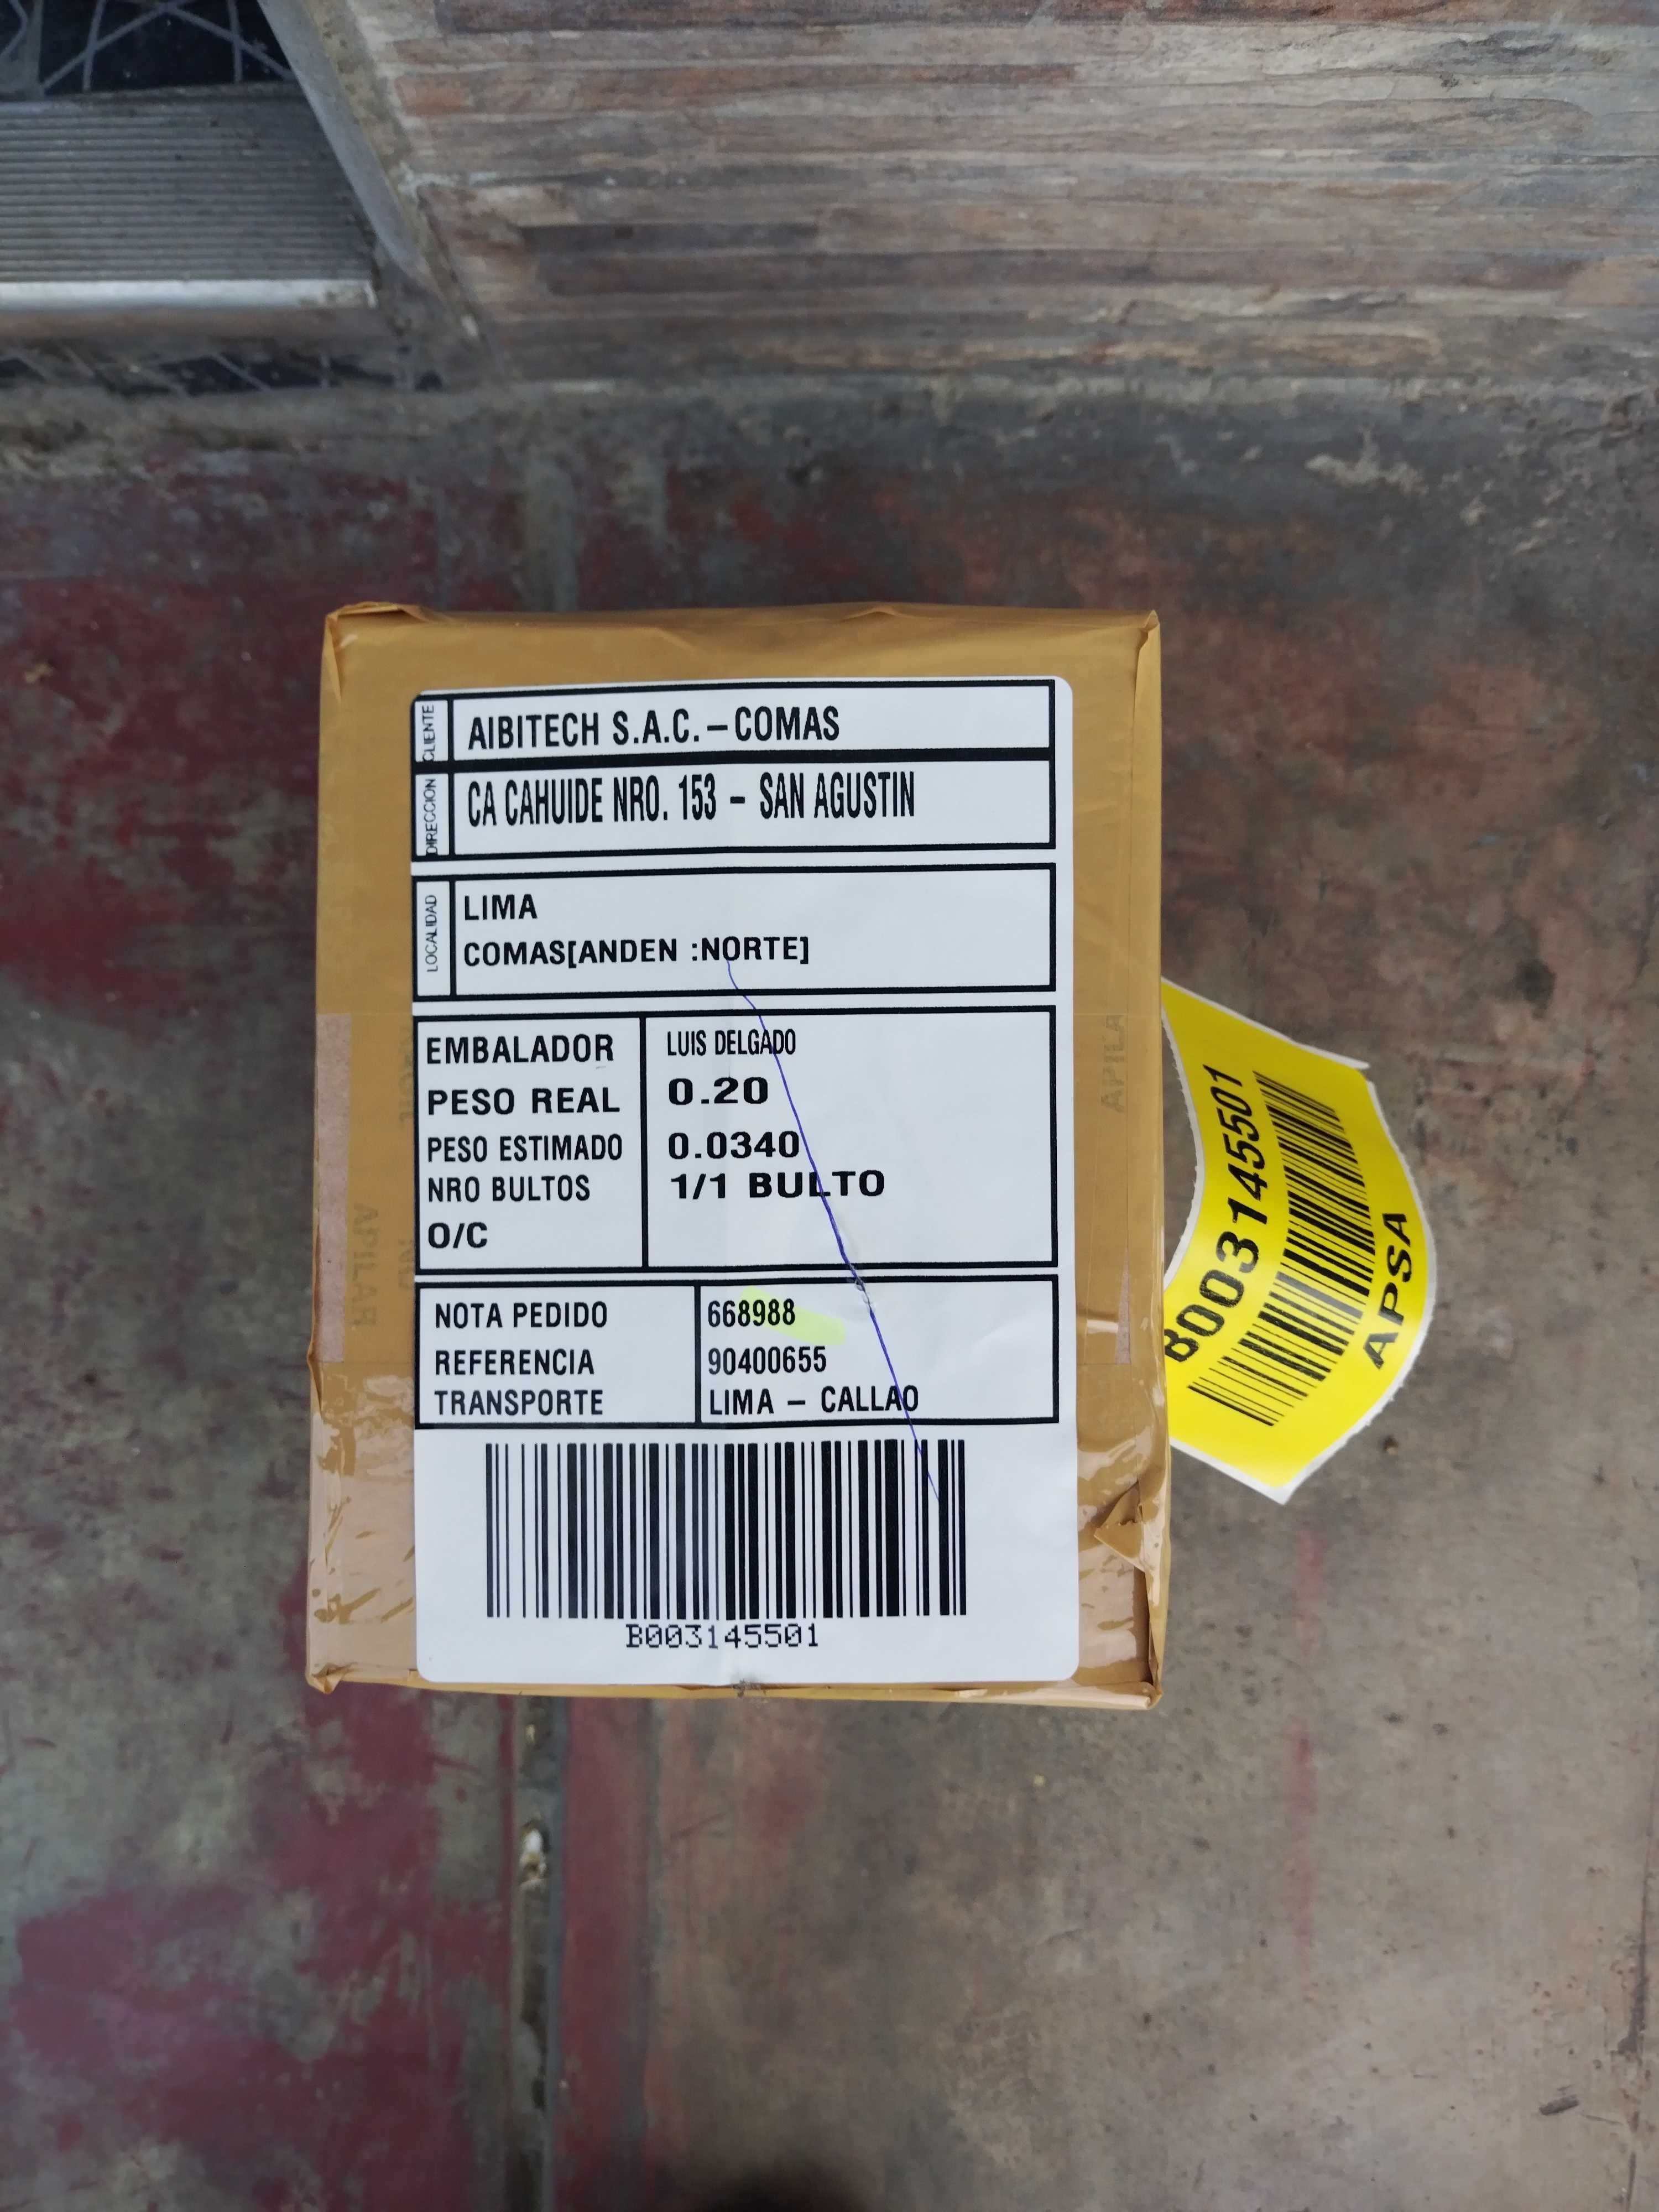 CLIENTE
AIBITECH S.A.C. – COMAS
DIRECCION
CA CAHUIDE NRO. 153 – SAN AGUSTIN
LOCALIDAD
LIMA
COMAS[ANDEN :NORTE]
EMBALADOR LUIS DELGADO
PESO REAL 0.20
PESO ESTIMADO 0.0340
NRO BULTOS 1/1 BULTO
O/C
NOTA PEDIDO 668988
REFERENCIA 90400655
TRANSPORTE LIMA – CALLAO
B003145501
B003145501
APSA
APILAR
APILA